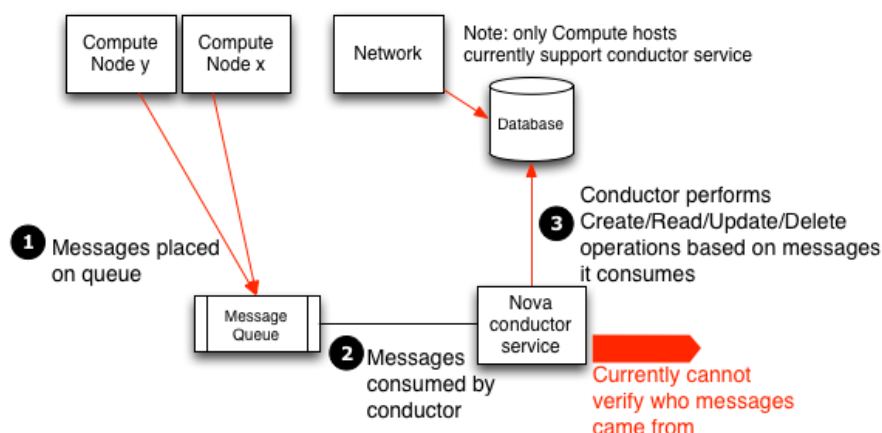 Compute
Node y
Compute
Node x
Network
Note: only Compute hosts
currently support conductor service
Database
1
Messages placed
on queue
Message
Queue
2
Messages
consumed by
conductor
Nova
conductor
service
3
Conductor performs
Create/Read/Update/Delete
operations based on messages
it consumes
Currently cannot
verify who messages
came from